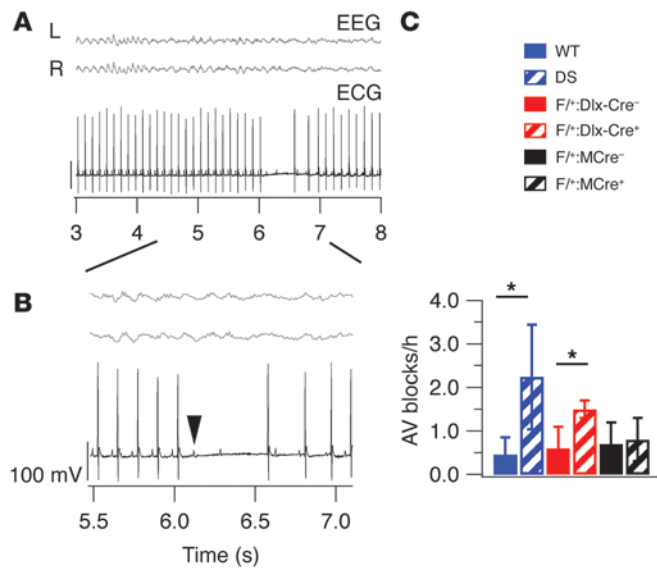 A
L EEG
R
ECG
3 4 5 6 7 8
B
100 mV
5.5 6.0 6.5 7.0
Time (s)
C
WT
DS
F/⁺:Dlx-Cre⁻
F/⁺:Dlx-Cre⁺
F/⁺:MCre⁻
F/⁺:MCre⁺
* *
AV blocks/h
4.0
3.0
2.0
1.0
0.0